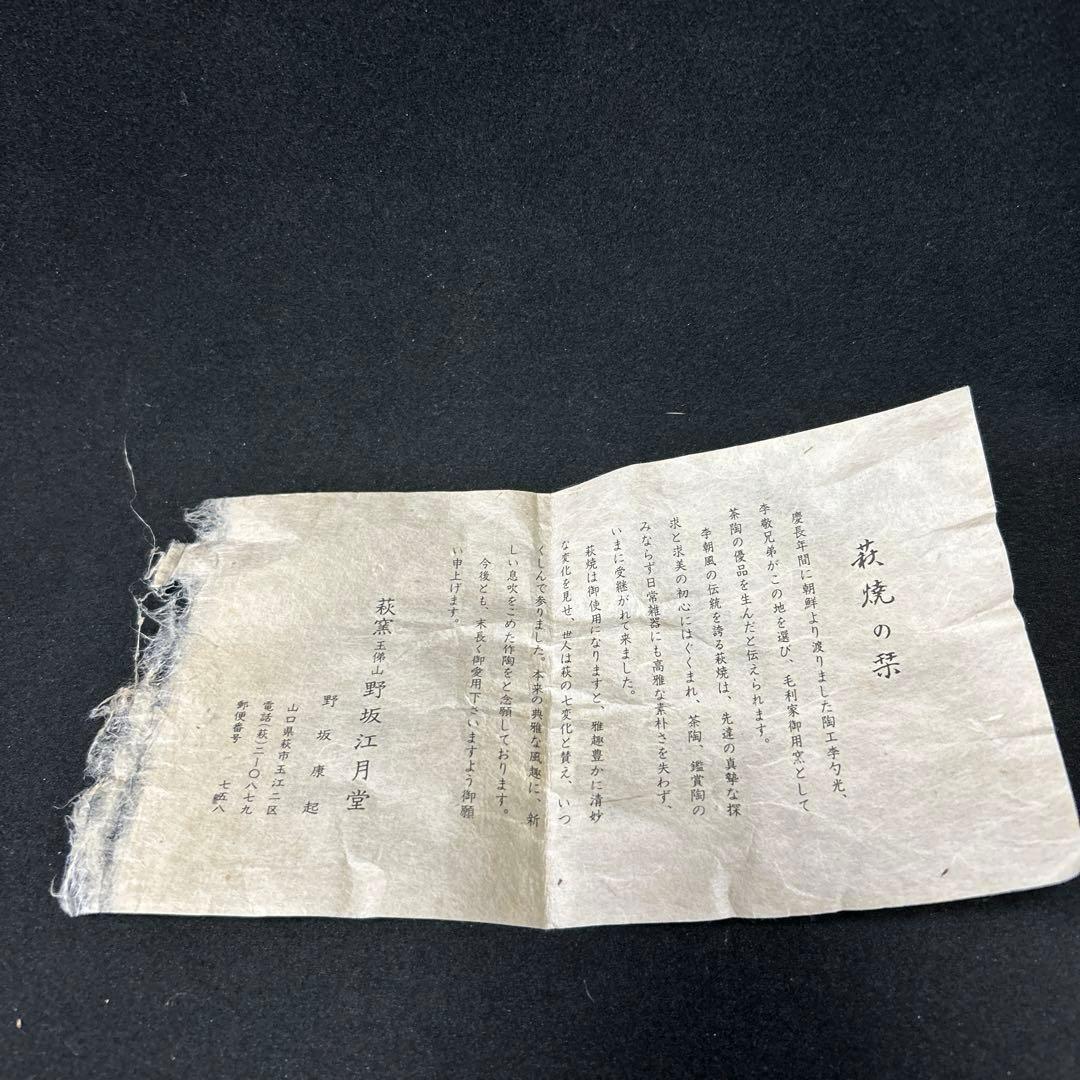 萩焼の栞
慶長年間に朝鮮より渡りました陶工李勺光、
李敬兄弟がこの地を選び、毛利家御用窯として
茶陶の優品を生んだと伝えられます。
李朝風の伝統を誇る萩焼は、先達の真摯な探
求と求美の初心にはぐくまれ、茶陶、鑑賞陶の
みならず日常雑器にも高雅な素朴さを失わず、
いまに受継がれて来ました。
萩焼は御使用になりますと、雅趣豊かに清妙
な変化を見せ、世人は萩の七変化と賛え、いつ
くしんで参りました。本来の典雅な風趣に、新
しい息吹をこめた作陶をと念願しております。
今後とも、末長く御愛用下さいますよう御願
い申上げます。
萩窯 玉佛山 野坂江月堂
野坂康起
山口県萩市玉江二区
電話(萩)二ー〇八七九
郵便番号 七五八